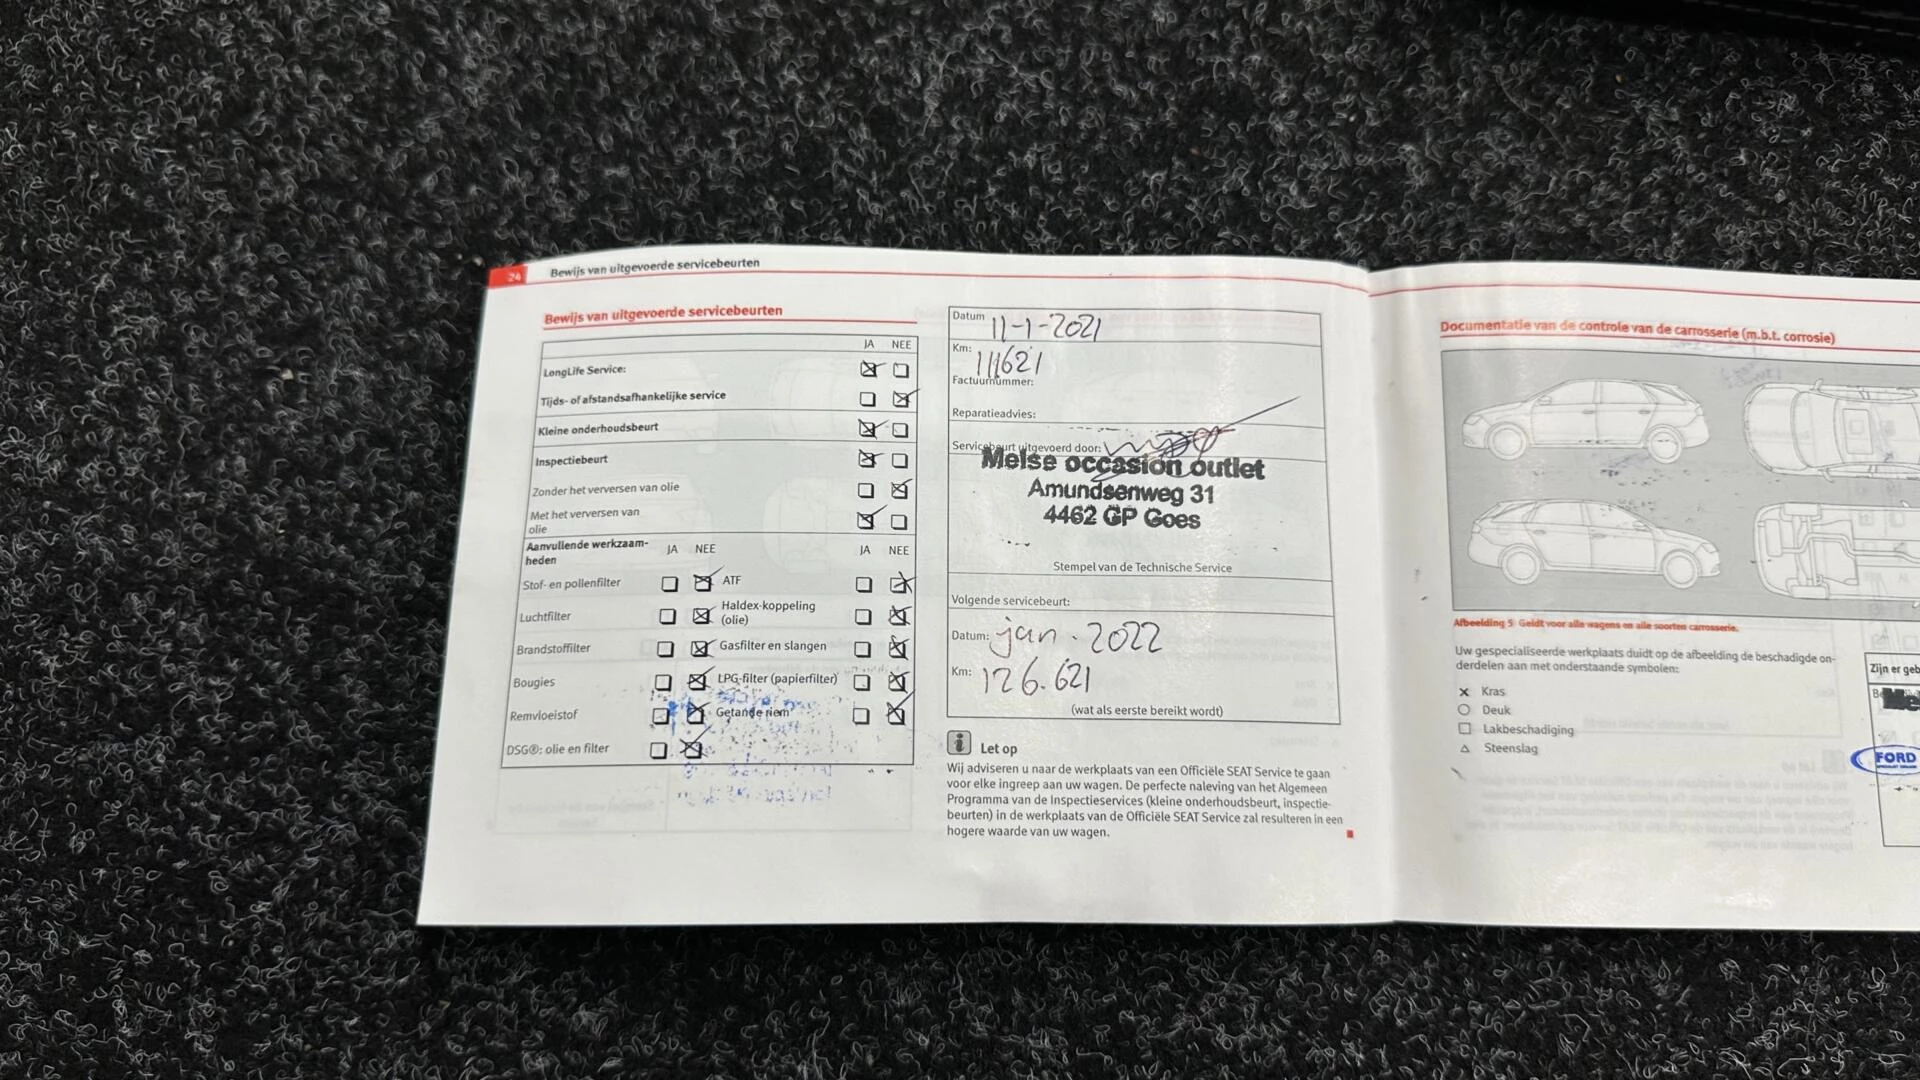 24 Bewijs van uitgevoerde servicebeurten
Bewijs van uitgevoerde servicebeurten
JA NEE
LongLife Service:
Tijds- of afstandsafhankelijke service
Kleine onderhoudsbeurt
Inspectiebeurt
Zonder het verversen van olie
Met het verversen van
olie
Aanvullende werkzaam-
heden
JA NEE JA NEE
Stof- en pollenfilter ATF
Luchtfilter Haldex-koppeling
(olie)
Brandstoffilter Gasfilter en slangen
Bougies LPG-filter (papierfilter)
Remvloeistof Getande riem
DSG®: olie en filter
Datum 11-1-2021
Km: 111621
Factuurnummer:
Reparatieadvies:
Servicebeurt uitgevoerd door:
Melse occasion outlet
Amundsenweg 31
4462 GP Goes
Stempel van de Technische Service
Volgende servicebeurt:
Datum: jan. 2022
Km: 126.621
(wat als eerste bereikt wordt)
i Let op
Wij adviseren u naar de werkplaats van een Officiële SEAT Service te gaan
voor elke ingreep aan uw wagen. De perfecte naleving van het Algemeen
Programma van de Inspectieservices (kleine onderhoudsbeurt, inspectie-
beurten) in de werkplaats van de Officiële SEAT Service zal resulteren in een
hogere waarde van uw wagen.
Documentatie van de controle van de carrosserie (m.b.t. corrosie)
Afbeelding 5 Geldt voor alle wagens en alle soorten carrosserie.
Uw gespecialiseerde werkplaats duidt op de afbeelding de beschadigde on-
derdelen aan met onderstaande symbolen:
Kras
Deuk
Lakbeschadiging
Steenslag
Zijn er geb
FORD